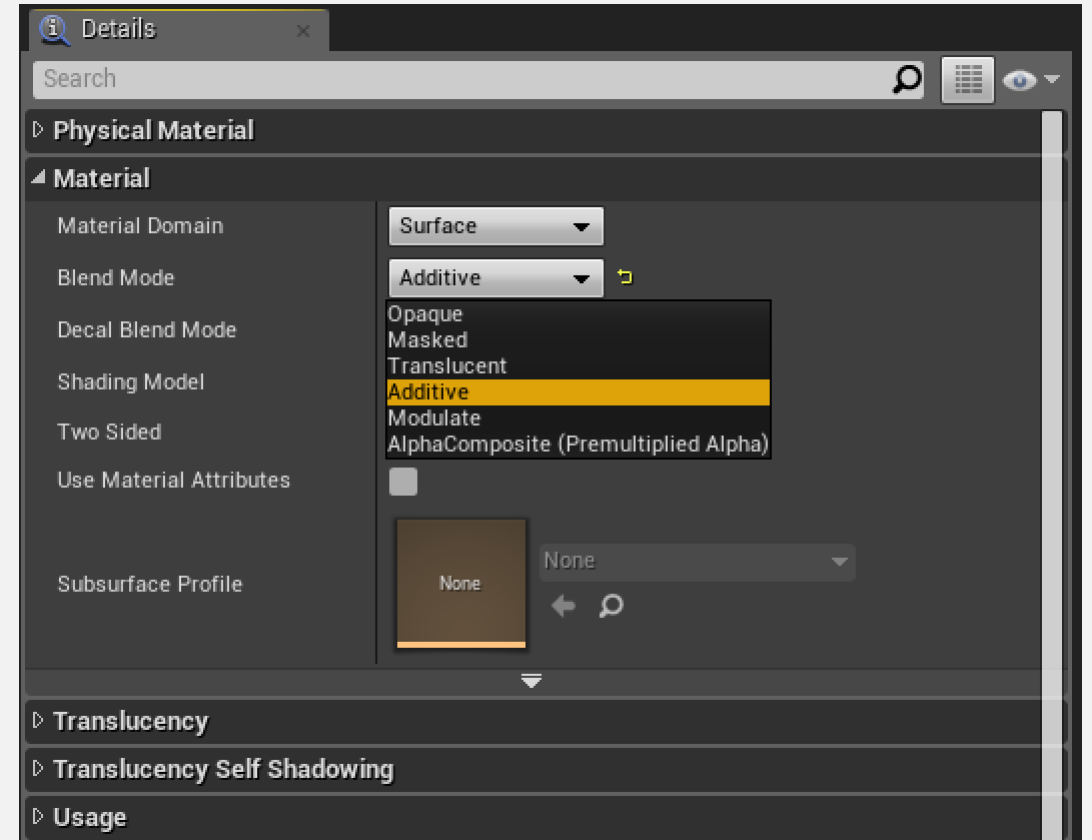 Details
Search
Physical Material
Material
Material Domain Surface
Blend Mode Additive
Opaque
Decal Blend Mode
Masked
Translucent
Shading Model
Additive
Modulate
Two Sided
AlphaComposite (Premultiplied Alpha)
Use Material Attributes
None
Subsurface Profile None
Translucency
Translucency Self Shadowing
Usage